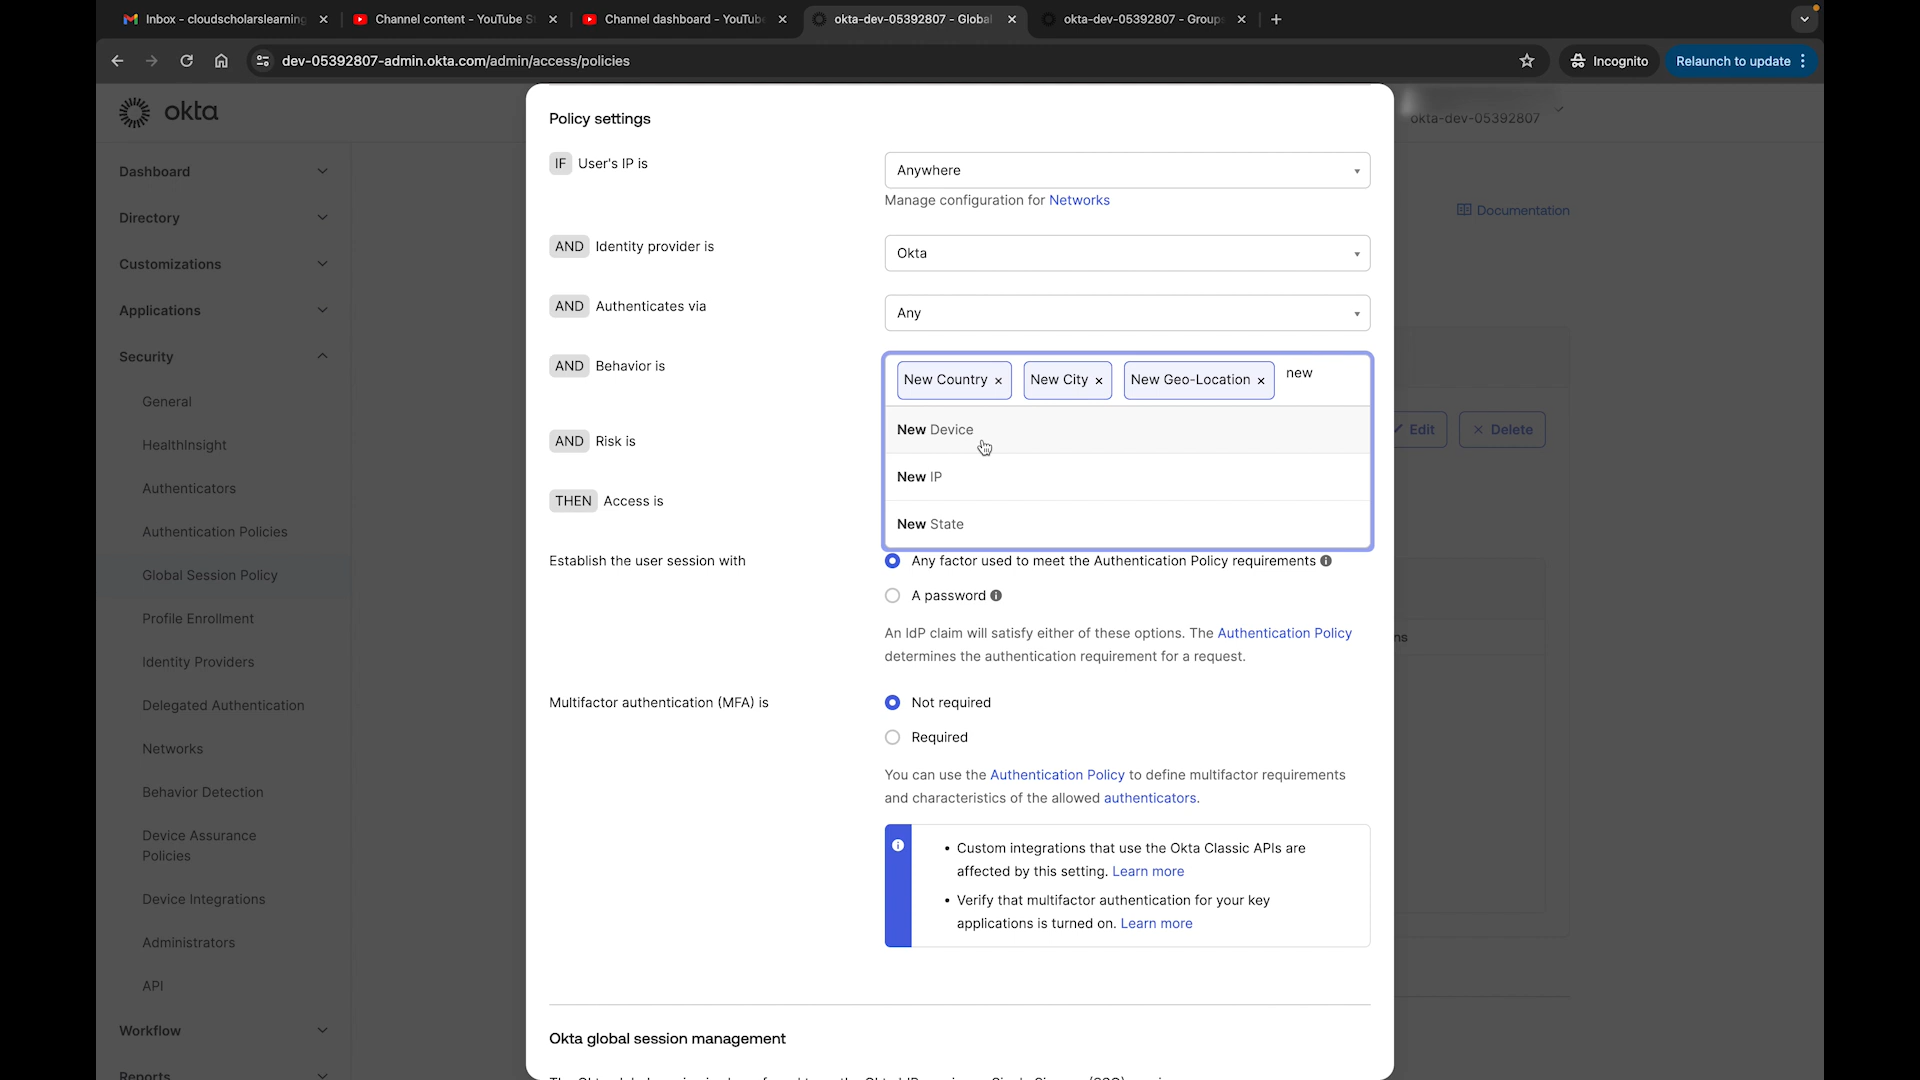 Inbox - cloudscholarslearning
Channel content - YouTube S
Channel dashboard - YouTube
okta-dev-05392807 - Global
okta-dev-05392807 - Groups
dev-05392807-admin.okta.com/admin/access/policies
Incognito
Relaunch to update
okta
okta-dev-05392807
Dashboard
Directory
Customizations
Applications
Security
General
HealthInsight
Authenticators
Authentication Policies
Global Session Policy
Profile Enrollment
Identity Providers
Delegated Authentication
Networks
Behavior Detection
Device Assurance
Policies
Device Integrations
Administrators
API
Workflow
Reports
Documentation
Edit
Delete
ns
Policy settings
IF User's IP is
Anywhere
Manage configuration for Networks
AND Identity provider is
Okta
AND Authenticates via
Any
AND Behavior is
New Country × New City × New Geo-Location × new
New Device
New IP
New State
AND Risk is
THEN Access is
Establish the user session with
Any factor used to meet the Authentication Policy requirements
A password
An IdP claim will satisfy either of these options. The Authentication Policy
determines the authentication requirement for a request.
Multifactor authentication (MFA) is
Not required
Required
You can use the Authentication Policy to define multifactor requirements
and characteristics of the allowed authenticators.
• Custom integrations that use the Okta Classic APIs are
affected by this setting. Learn more
• Verify that multifactor authentication for your key
applications is turned on. Learn more
Okta global session management